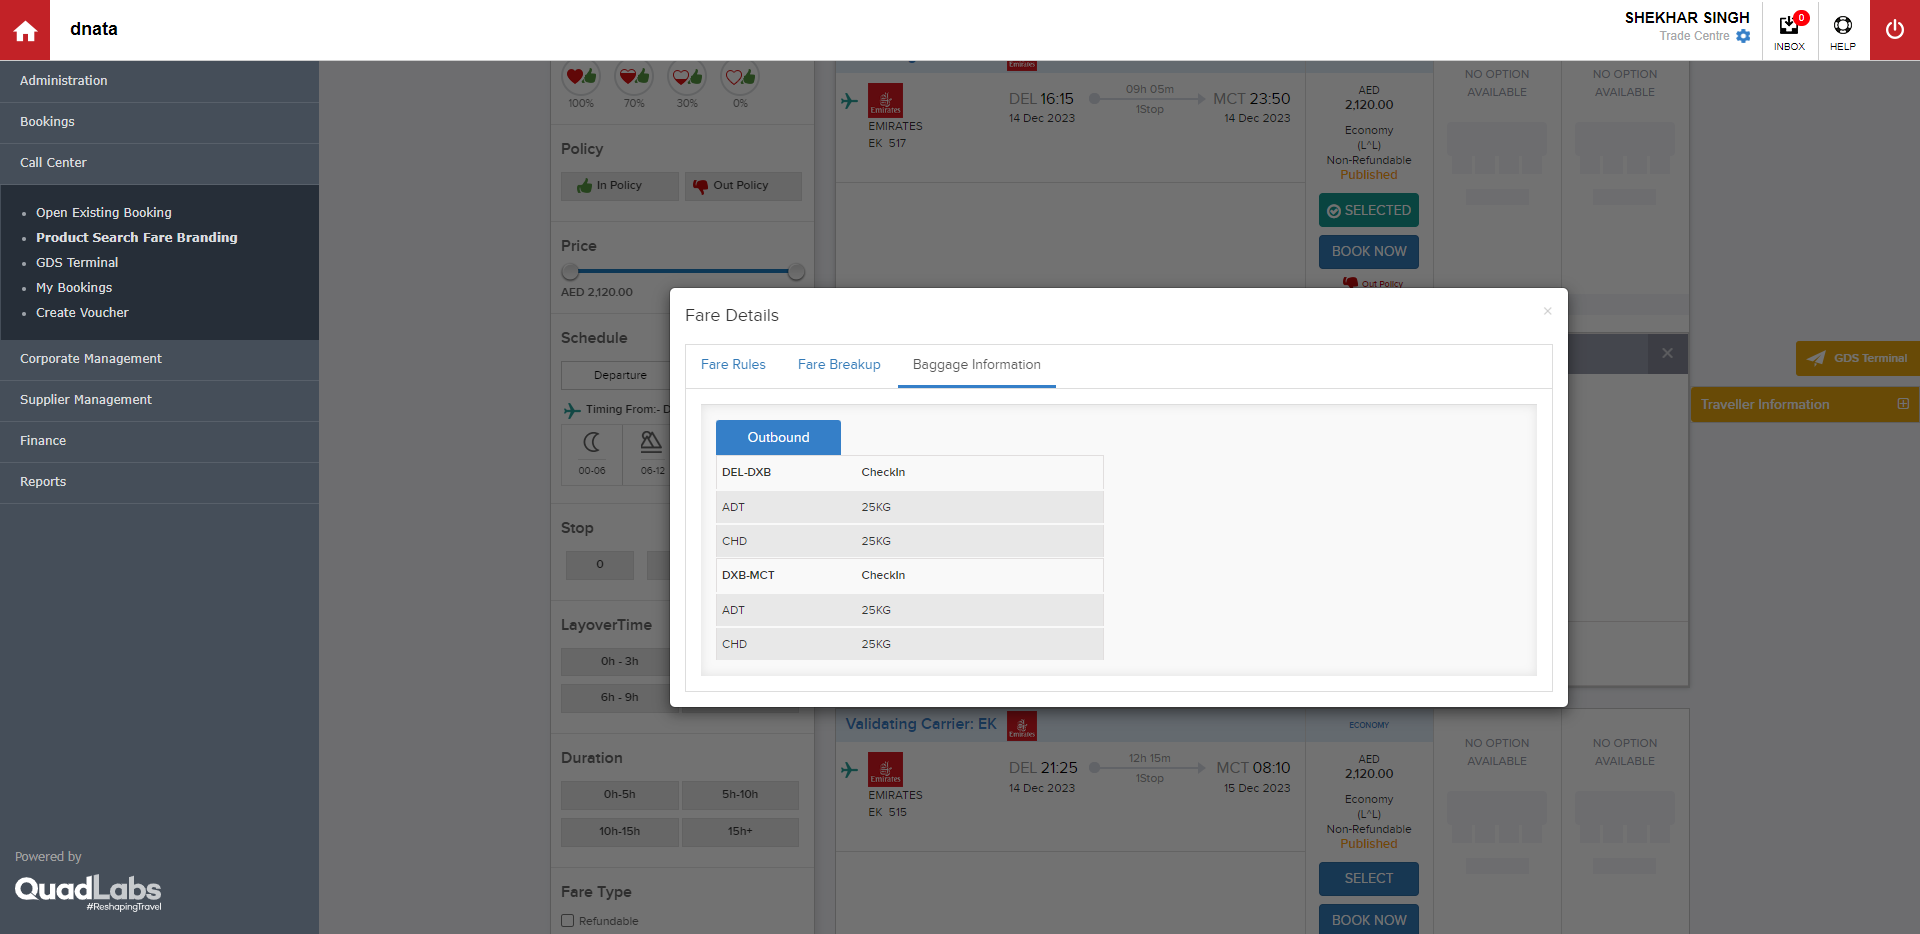 dnata
SHEKHAR SINGH
Trade Centre
0
INBOX
HELP
Administration
Bookings
Call Center
Open Existing Booking
Product Search Fare Branding
GDS Terminal
My Bookings
Create Voucher
Corporate Management
Supplier Management
Finance
Reports
Powered by
QuadLabs
#ReshapingTravel
100% 70% 30% 0%
Policy
In Policy Out Policy
Price
AED 2,120.00
Schedule
Departure
Timing From:- D
00-06 06-12
Stop
0
LayoverTime
0h - 3h
6h - 9h
Duration
0h-5h 5h-10h
10h-15h 15h+
Fare Type
Refundable
Emirates
EMIRATES
EK 517
DEL 16:15
14 Dec 2023
09h 05m
1Stop
MCT 23:50
14 Dec 2023
AED
2,120.00
Economy
(L^L)
Non-Refundable
Published
SELECTED
BOOK NOW
Out Policy
NO OPTION
AVAILABLE
NO OPTION
AVAILABLE
GDS Terminal
Traveller Information
Fare Details
×
Fare Rules Fare Breakup Baggage Information
Outbound
DEL-DXB CheckIn
ADT 25KG
CHD 25KG
DXB-MCT CheckIn
ADT 25KG
CHD 25KG
Validating Carrier: EK
Emirates
ECONOMY
Emirates
EMIRATES
EK 515
DEL 21:25
14 Dec 2023
12h 15m
1Stop
MCT 08:10
15 Dec 2023
AED
2,120.00
Economy
(L^L)
Non-Refundable
Published
SELECT
BOOK NOW
NO OPTION
AVAILABLE
NO OPTION
AVAILABLE